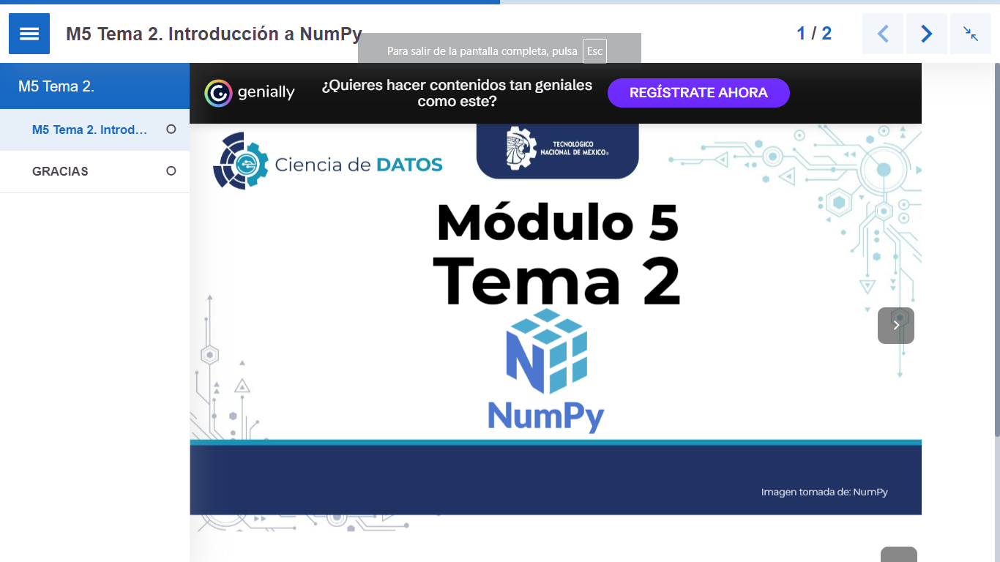 M5 Tema 2. Introducción a NumPy
1 / 2
Para salir de la pantalla completa, pulsa Esc
M5 Tema 2.
M5 Tema 2. Introd...
GRACIAS
genially
¿Quieres hacer contenidos tan geniales
como este?
REGÍSTRATE AHORA
Ciencia de DATOS
TECNOLÓGICO
NACIONAL DE MÉXICO®
Módulo 5
Tema 2
NumPy
Imagen tomada de: NumPy